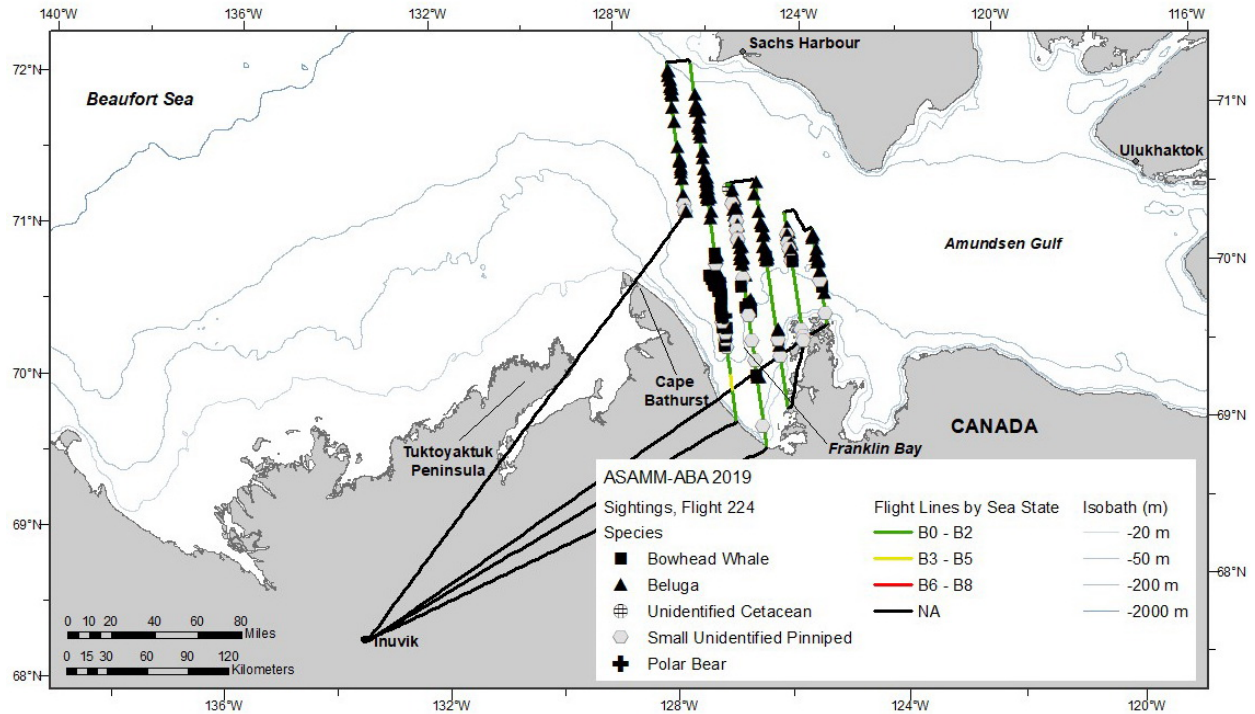 140°W 136°W 132°W 128°W 124°W 120°W 116°W
72°N
Sachs Harbour
Beaufort Sea
71°N
Ulukhaktok
71°N
Amundsen Gulf
70°N
70°N
Cape
Bathurst
69°N
CANADA
Tuktoyaktuk
Peninsula
Franklin Bay
ASAMM-ABA 2019
Sightings, Flight 224
Species
Bowhead Whale
Beluga
Unidentified Cetacean
Small Unidentified Pinniped
Polar Bear
Flight Lines by Sea State
B0 - B2
B3 - B5
B6 - B8
NA
Isobath (m)
-20 m
-50 m
-200 m
-2000 m
69°N
68°N
0 10 20 40 60 80
Miles
Inuvik
0 15 30 60 90 120
Kilometers
68°N
136°W 132°W 128°W 124°W 120°W